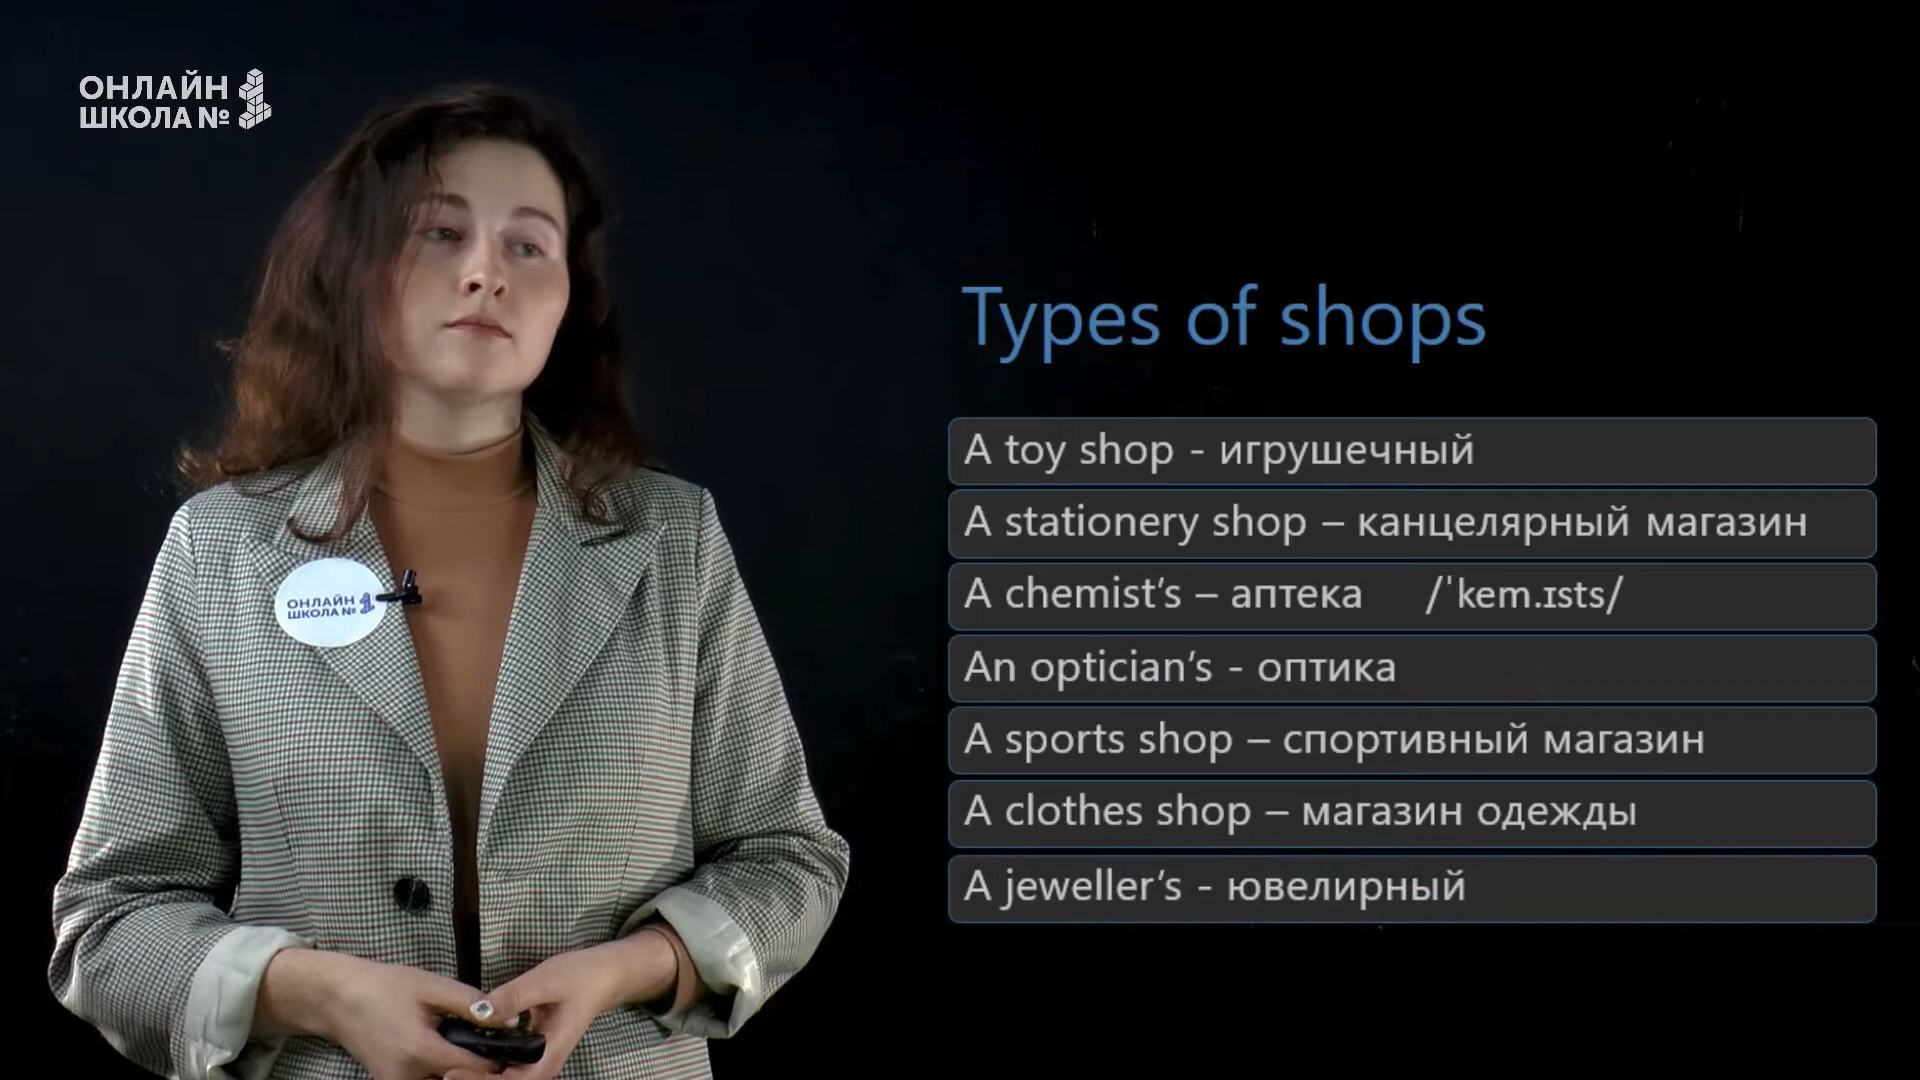 ОНЛАЙН
ШКОЛА №
Types of shops
A toy shop - игрушечный
A stationery shop – канцелярный магазин
A chemist’s – аптека /ˈkem.ɪsts/
An optician’s - оптика
A sports shop – спортивный магазин
A clothes shop – магазин одежды
A jeweller’s - ювелирный
ОНЛАЙН
ШКОЛА №